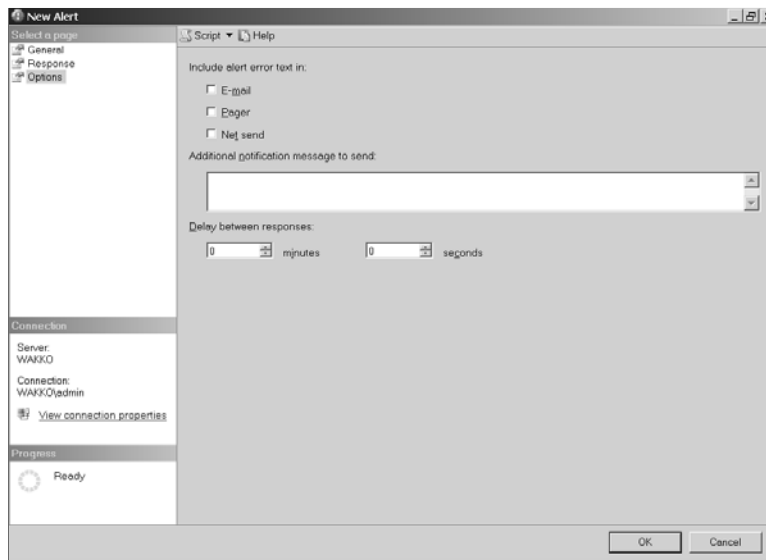 New Alert
Select a page
General
Response
Options
Script Help
Include alert error text in:
E-mail
Pager
Net send
Additional notification message to send:
Delay between responses:
0 minutes 0 seconds
Connection
Server:
WAKKO
Connection:
WAKKO\admin
View connection properties
Progress
Ready
OK Cancel